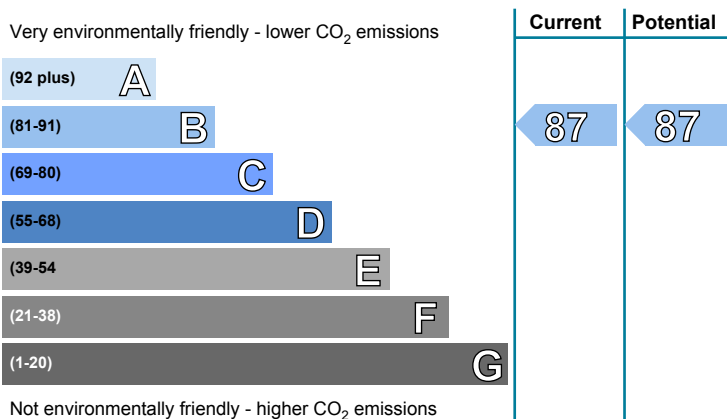 Very environmentally friendly - lower CO2 emissions
Current Potential
(92 plus) A
(81-91) B 87 87
(69-80) C
(55-68) D
(39-54 E
(21-38) F
(1-20) G
Not environmentally friendly - higher CO2 emissions